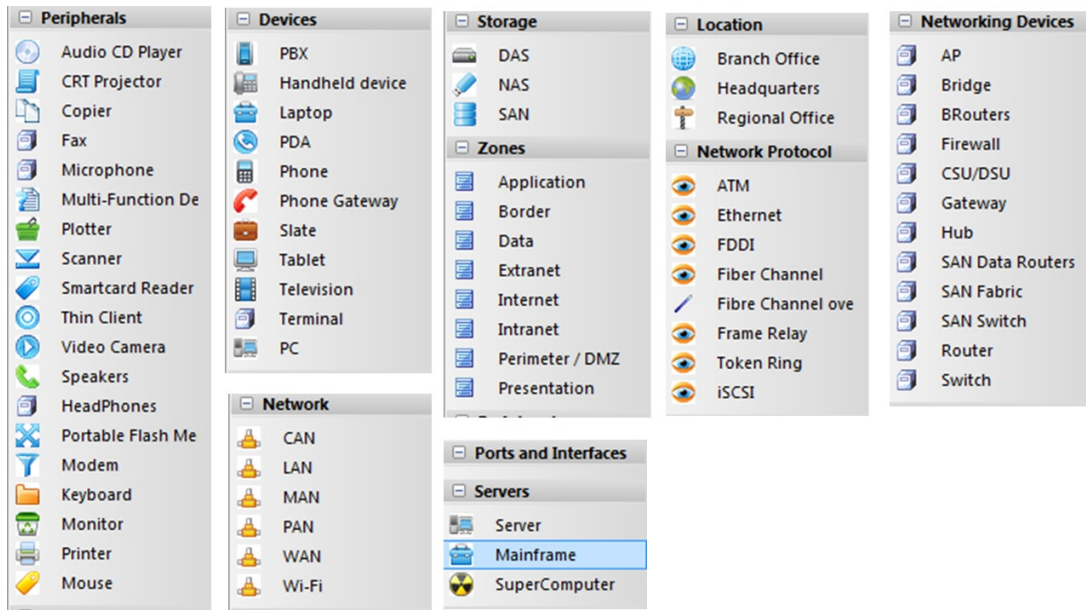 Peripherals
Audio CD Player
CRT Projector
Copier
Fax
Microphone
Multi-Function De
Plotter
Scanner
Smartcard Reader
Thin Client
Video Camera
Speakers
HeadPhones
Portable Flash Me
Modem
Keyboard
Monitor
Printer
Mouse
Devices
PBX
Handheld device
Laptop
PDA
Phone
Phone Gateway
Slate
Tablet
Television
Terminal
PC
Network
CAN
LAN
MAN
PAN
WAN
Wi-Fi
Storage
DAS
NAS
SAN
Zones
Application
Border
Data
Extranet
Internet
Intranet
Perimeter / DMZ
Presentation
Ports and Interfaces
Servers
Server
Mainframe
SuperComputer
Location
Branch Office
Headquarters
Regional Office
Network Protocol
ATM
Ethernet
FDDI
Fiber Channel
Fibre Channel ove
Frame Relay
Token Ring
iSCSI
Networking Devices
AP
Bridge
BRouters
Firewall
CSU/DSU
Gateway
Hub
SAN Data Routers
SAN Fabric
SAN Switch
Router
Switch